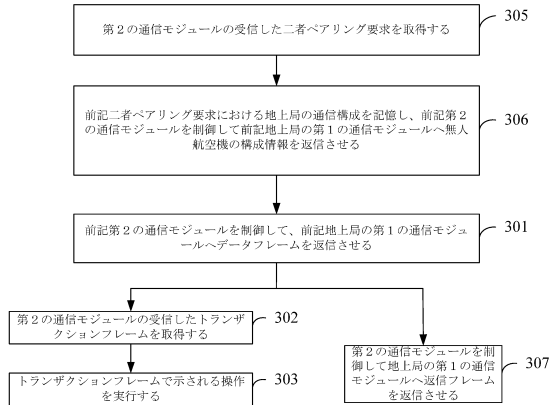 第２の通信モジュールの受信した二者ペアリング要求を取得する
305
前記二者ペアリング要求における地上局の通信構成を記憶し、前記第２
の通信モジュールを制御して前記地上局の第１の通信モジュールへ無人
航空機の構成情報を返信させる
306
前記第２の通信モジュールを制御して、前記地上局の第１の通信モジュ
ールへデータフレームを返信させる
301
第２の通信モジュールの受信したトランザ
クションフレームを取得する
302
トランザクションフレームで示される操作
を実行する
303
第２の通信モジュールを制
御して地上局の第１の通信
モジュールへ返信フレーム
を返信させる
307